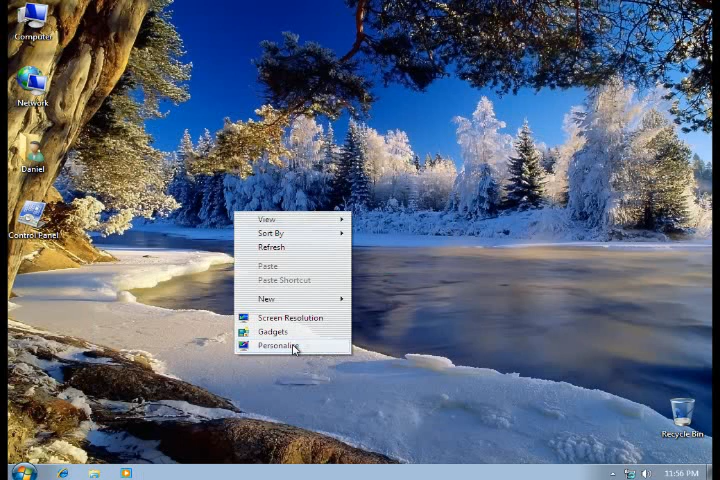 Computer
Network
Daniel
Control Panel
View
Sort By
Refresh
Paste
Paste Shortcut
New
Screen Resolution
Gadgets
Personalize
Recycle Bin
11:56 PM